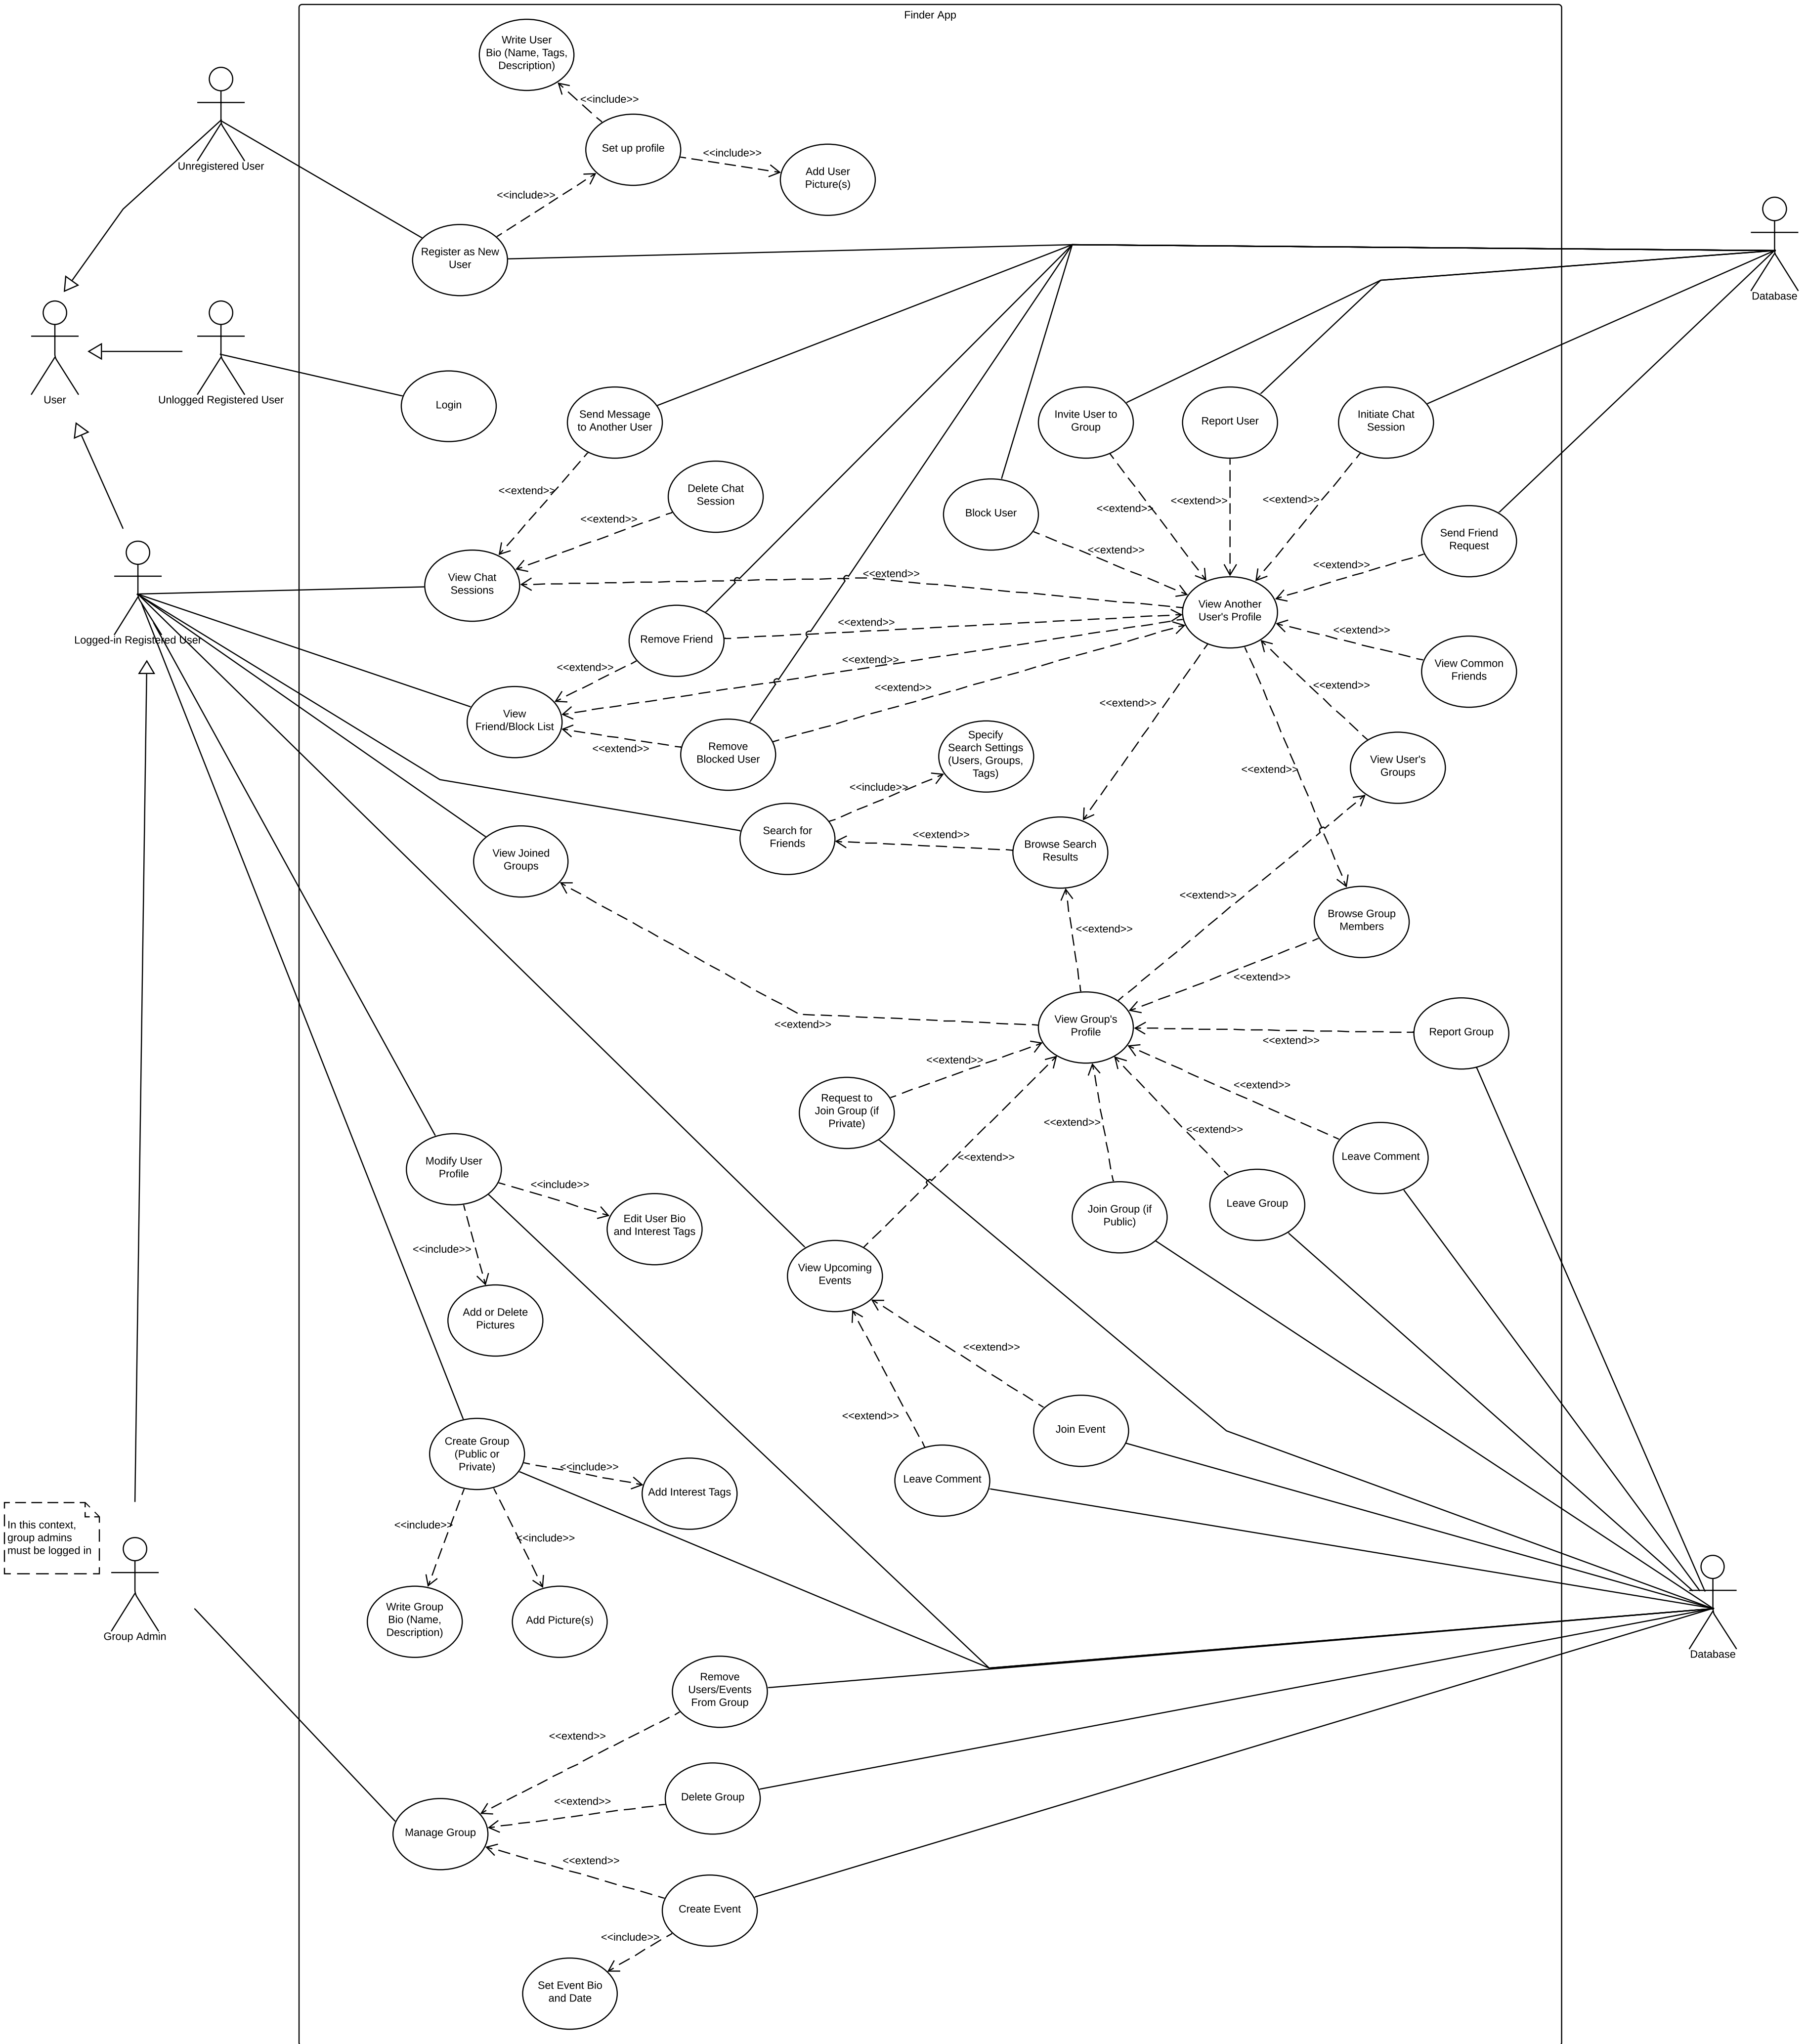 Finder App
Write User
Bio (Name, Tags,
Description)
<<include>>
Set up profile
<<include>>
Add User
Picture(s)
Unregistered User
<<include>>
Register as New
User
Database
User
Unlogged Registered User
Login
Send Message
to Another User
Invite User to
Group
Report User
Initiate Chat
Session
<<extend>>
Delete Chat
Session
<<extend>>
Block User
<<extend>>
<<extend>>
<<extend>>
<<extend>>
Send Friend
Request
<<extend>>
View Chat
Sessions
<<extend>>
View Another
User's Profile
Logged-in Registered User
Remove Friend
<<extend>>
<<extend>>
View Common
Friends
<<extend>>
<<extend>>
<<extend>>
<<extend>>
<<extend>>
View
Friend/Block List
<<extend>>
Remove
Blocked User
Specify
Search Settings
(Users, Groups,
Tags)
<<extend>>
View User's
Groups
<<include>>
Search for
Friends
<<extend>>
Browse Search
Results
View Joined
Groups
<<extend>>
Browse Group
Members
<<extend>>
<<extend>>
<<extend>>
View Group's
Profile
Report Group
<<extend>>
<<extend>>
Request to
Join Group (if
Private)
<<extend>>
<<extend>>
<<extend>>
<<extend>>
Leave Comment
Modify User
Profile
<<include>>
Edit User Bio
and Interest Tags
Join Group (if
Public)
Leave Group
<<include>>
View Upcoming
Events
Add or Delete
Pictures
<<extend>>
<<extend>>
Join Event
Create Group
(Public or
Private)
<<include>>
Add Interest Tags
Leave Comment
In this context,
group admins
must be logged in
<<include>>
<<include>>
Write Group
Bio (Name,
Description)
Add Picture(s)
Group Admin
Database
Remove
Users/Events
From Group
<<extend>>
Delete Group
<<extend>>
Manage Group
<<extend>>
Create Event
<<include>>
Set Event Bio
and Date